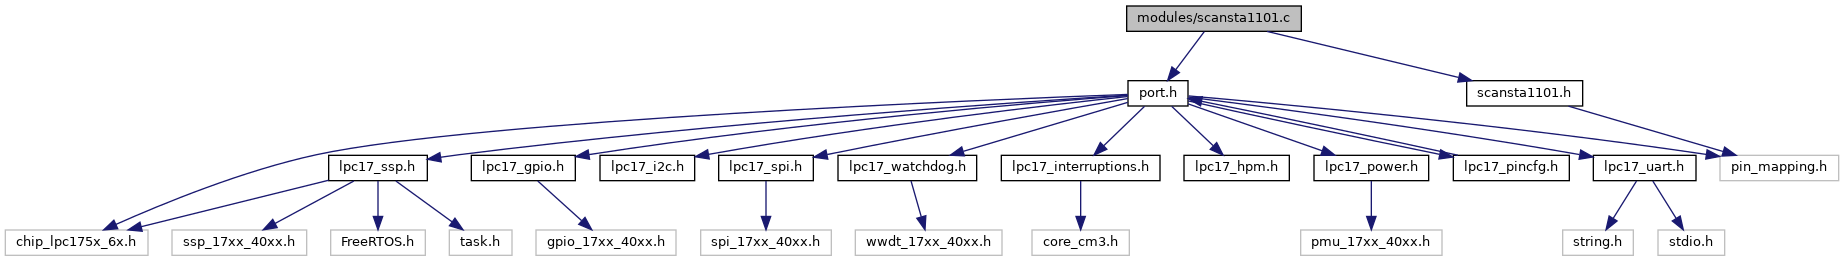 modules/scansta1101.c
port.h
scansta1101.h
lpc17_ssp.h
lpc17_gpio.h
lpc17_i2c.h
lpc17_spi.h
lpc17_watchdog.h
lpc17_interruptions.h
lpc17_hpm.h
lpc17_power.h
lpc17_pincfg.h
lpc17_uart.h
pin_mapping.h
chip_lpc175x_6x.h
ssp_17xx_40xx.h
FreeRTOS.h
task.h
gpio_17xx_40xx.h
spi_17xx_40xx.h
wwdt_17xx_40xx.h
core_cm3.h
pmu_17xx_40xx.h
string.h
stdio.h